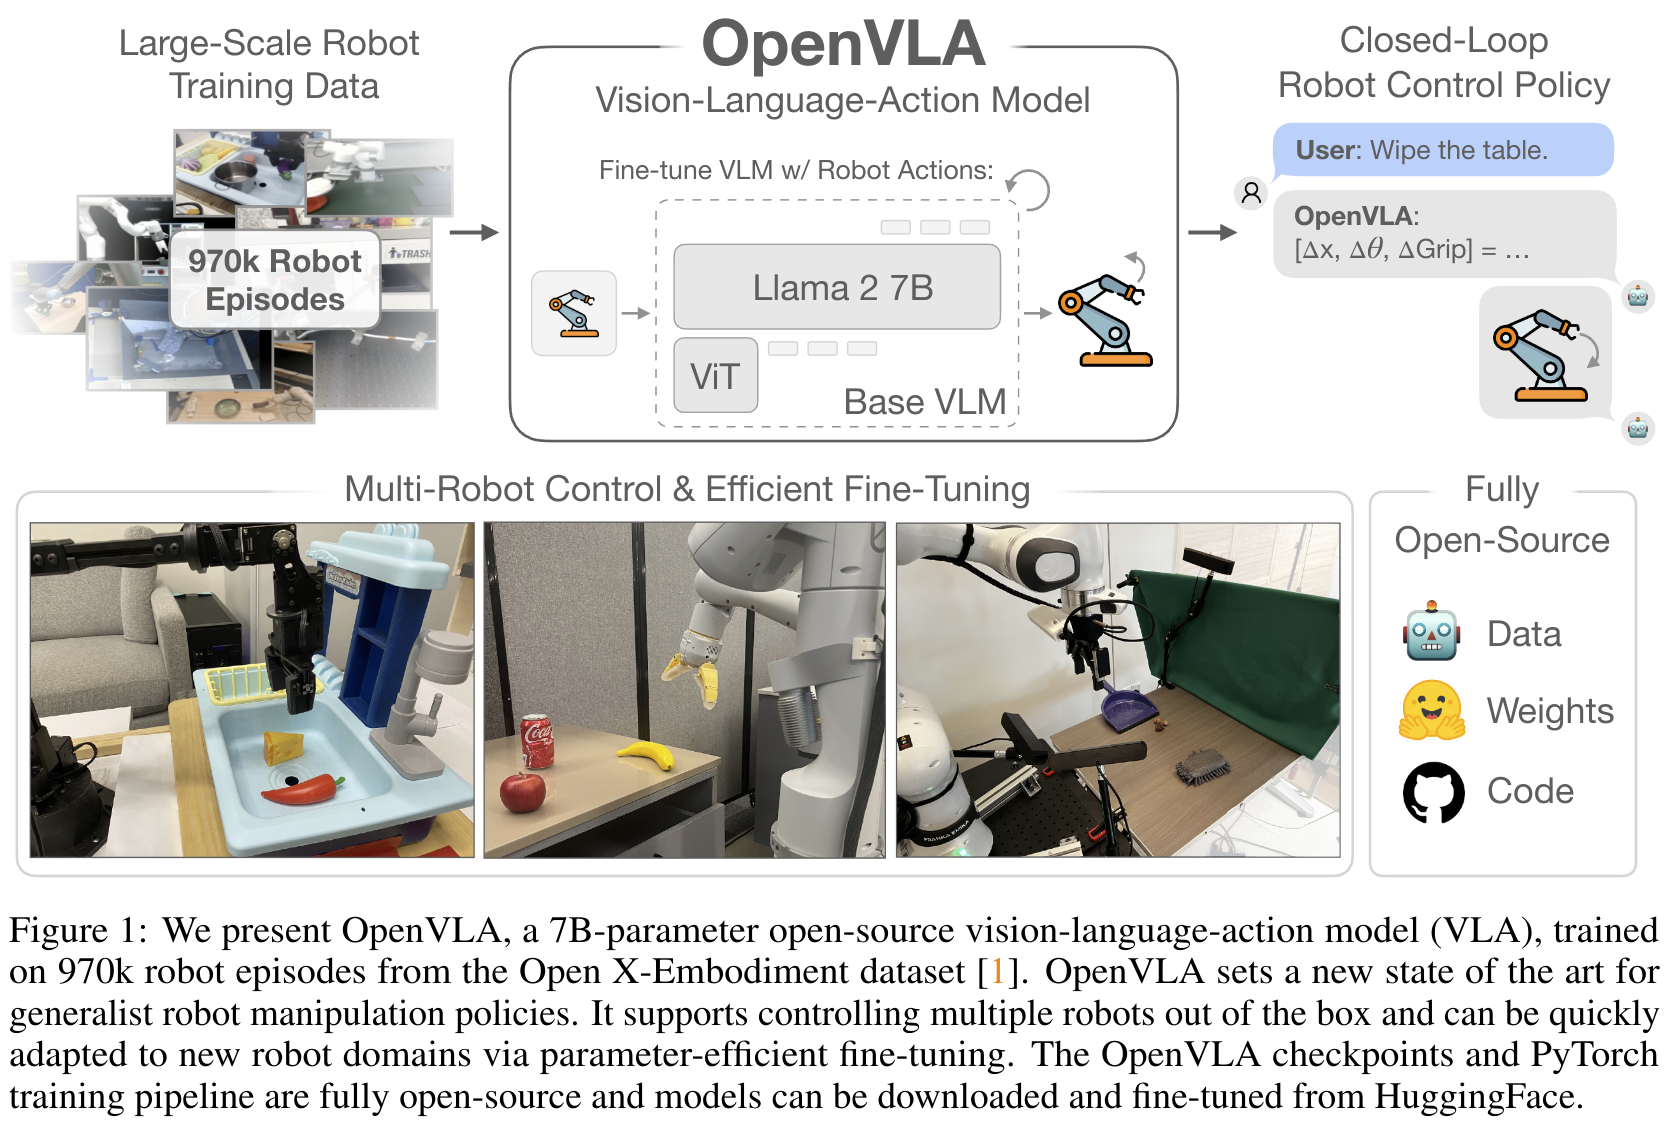 Large-Scale Robot
Training Data
970k Robot
Episodes
TRASH
OpenVLA
Vision-Language-Action Model
Fine-tune VLM w/ Robot Actions:
Llama 2 7B
ViT
Base VLM
Closed-Loop
Robot Control Policy
User: Wipe the table.
OpenVLA:
[Δx, Δθ, ΔGrip] = …
Multi-Robot Control & Efficient Fine-Tuning
FRANKA EMIKA
Fully
Open-Source
Data
Weights
Code
Figure 1: We present OpenVLA, a 7B-parameter open-source vision-language-action model (VLA), trained
on 970k robot episodes from the Open X-Embodiment dataset [1]. OpenVLA sets a new state of the art for
generalist robot manipulation policies. It supports controlling multiple robots out of the box and can be quickly
adapted to new robot domains via parameter-efficient fine-tuning. The OpenVLA checkpoints and PyTorch
training pipeline are fully open-source and models can be downloaded and fine-tuned from HuggingFace.